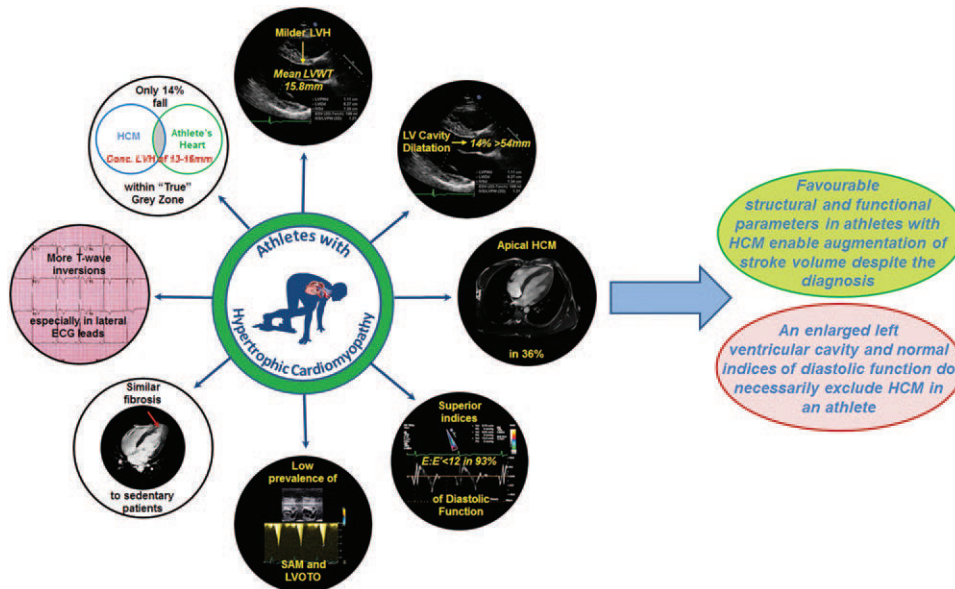 Milder LVH
Mean LVWT
15.8mm
LV Cavity
Dilatation
14% >54mm
Apical HCM
in 36%
Superior indices
E:E'<12 in 93%
of Diastolic
Function
Low prevalence of
SAM and
LVOTO
Similar
fibrosis
to sedentary
patients
More T-wave
inversions
especially in lateral
ECG leads
Only 14%
fall
HCM
Athlete's
Heart
Conc. LVH of 13-16mm
within "True"
Grey Zone
Athletes with
Hypertrophic Cardiomyopathy
Favourable
structural and functional
parameters in athletes with
HCM enable augmentation of
stroke volume despite the
diagnosis
An enlarged left
ventricular cavity and normal
indices of diastolic function do
necessarily exclude HCM in
an athlete